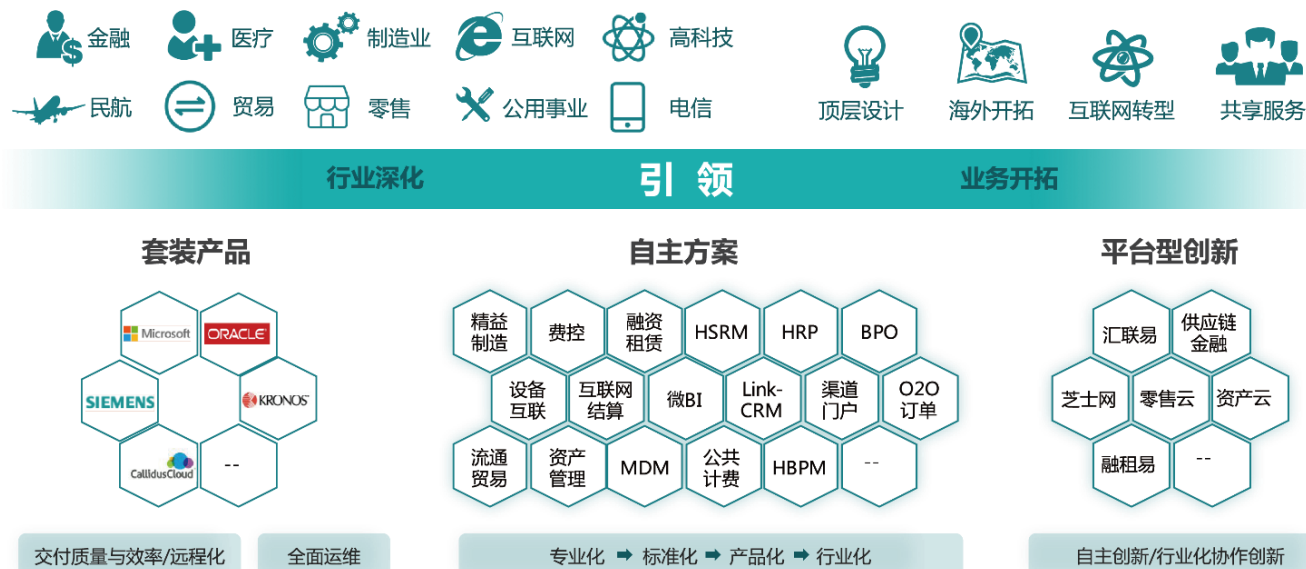 金融
医疗
制造业
互联网
高科技
民航
贸易
零售
公用事业
电信
顶层设计
海外开拓
互联网转型
共享服务
行业深化
引 领
业务开拓
套装产品
Microsoft
ORACLE
SIEMENS
KRONOS
CallidusCloud
--
交付质量与效率/远程化
全面运维
自主方案
精益
制造
费控
融资
租赁
HSRM
HRP
BPO
设备
互联
互联网
结算
微BI
Link-
CRM
渠道
门户
O2O
订单
流通
贸易
资产
管理
MDM
公共
计费
HBPM
--
专业化 ➡ 标准化 ➡ 产品化 ➡ 行业化
平台型创新
汇联易
供应链
金融
芝士网
零售云
资产云
融租易
--
自主创新/行业化协作创新